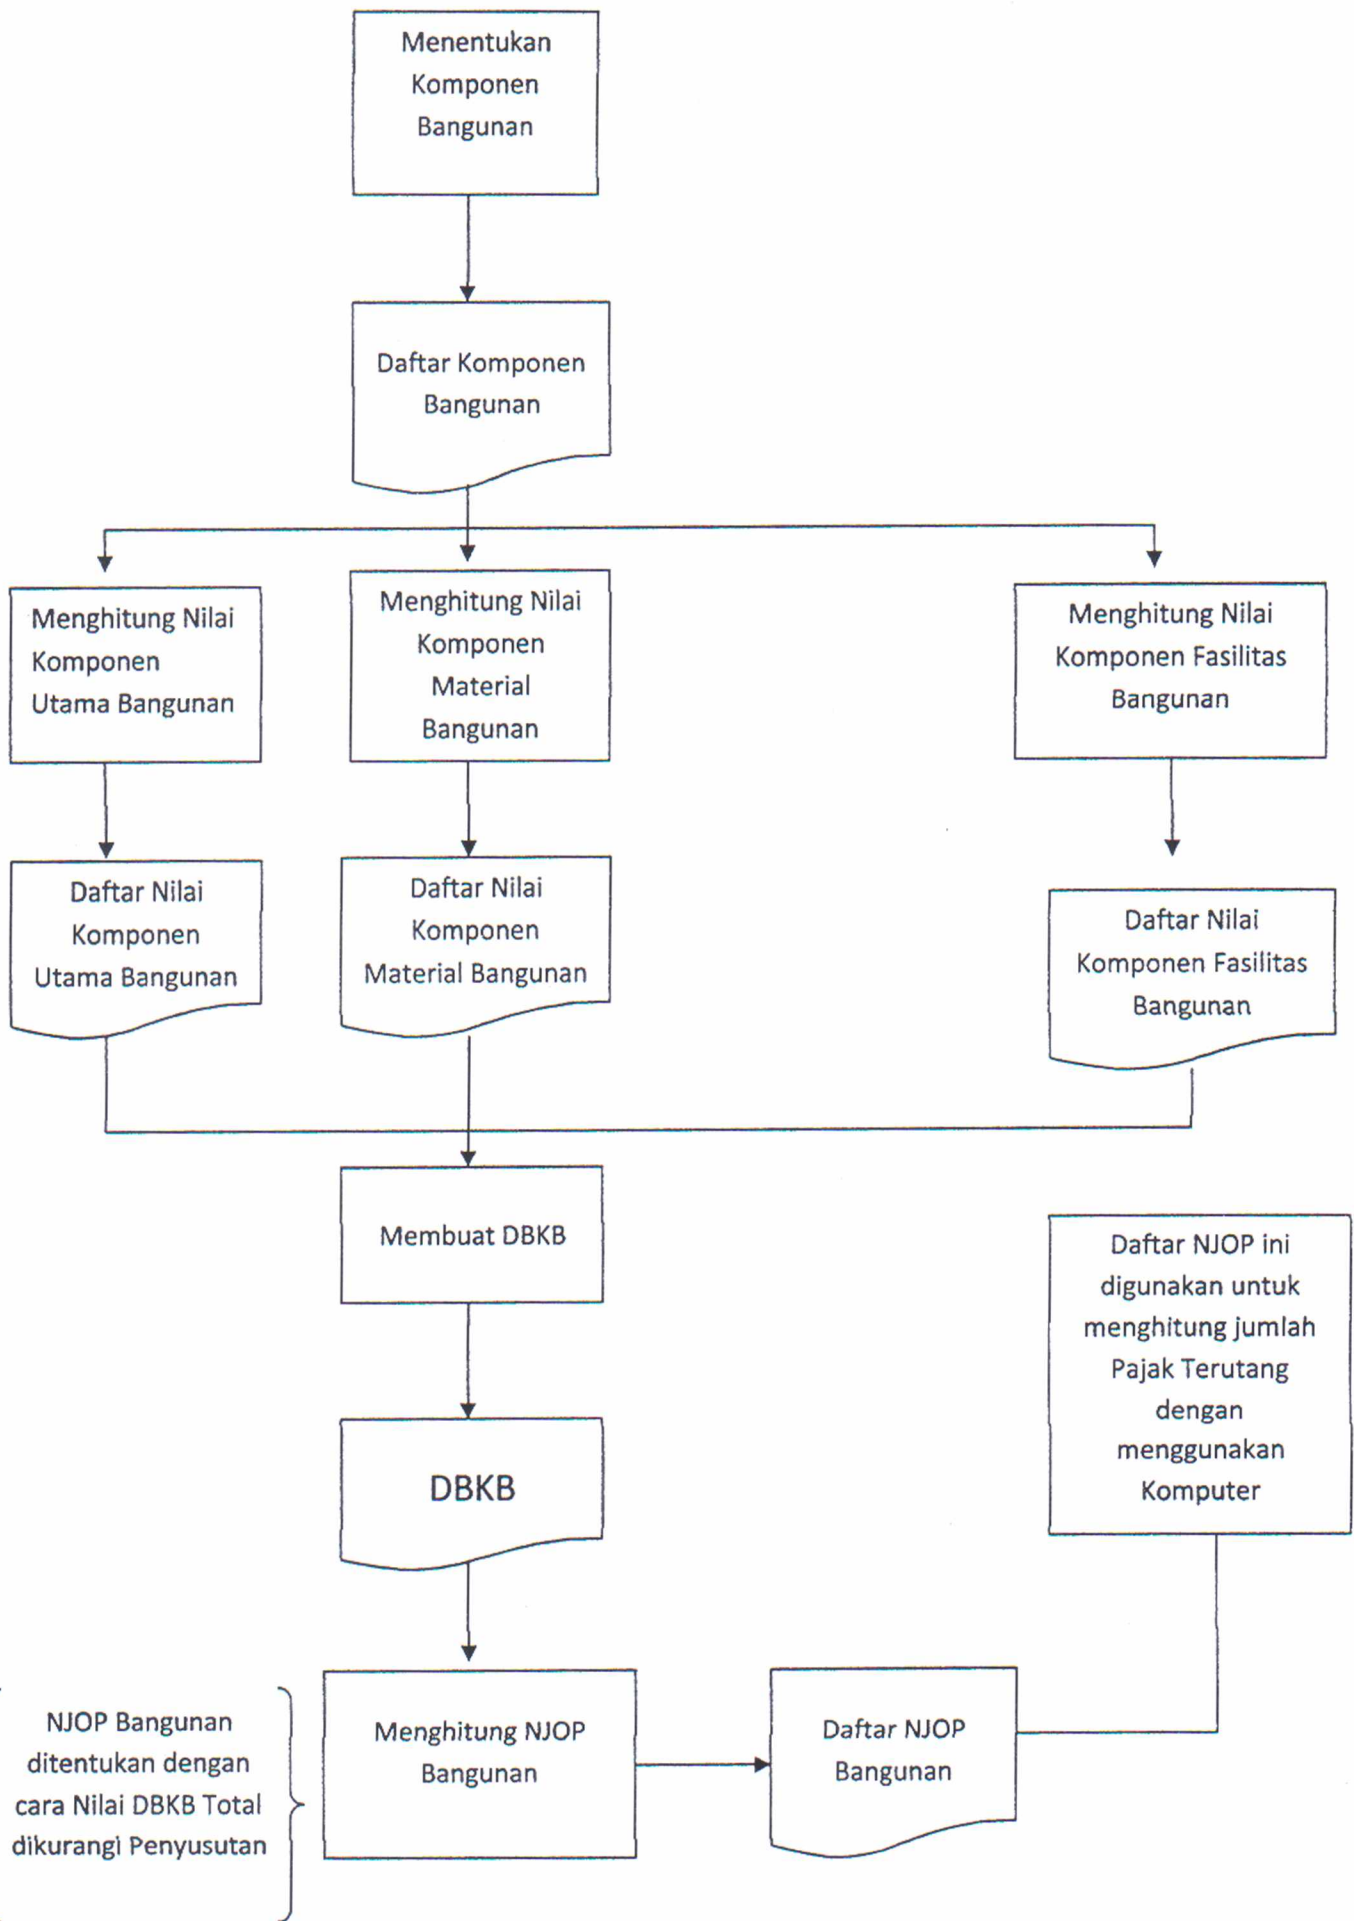 Menentukan
Komponen
Bangunan
Daftar Komponen
Bangunan
Menghitung Nilai
Komponen
Utama Bangunan
Menghitung Nilai
Komponen
Material
Bangunan
Menghitung Nilai
Komponen Fasilitas
Bangunan
Daftar Nilai
Komponen
Utama Bangunan
Daftar Nilai
Komponen
Material Bangunan
Daftar Nilai
Komponen Fasilitas
Bangunan
Membuat DBKB
Daftar NJOP ini
digunakan untuk
menghitung jumlah
Pajak Terutang
dengan
menggunakan
Komputer
DBKB
NJOP Bangunan
ditentukan dengan
cara Nilai DBKB Total
dikurangi Penyusutan
Menghitung NJOP
Bangunan
Daftar NJOP
Bangunan